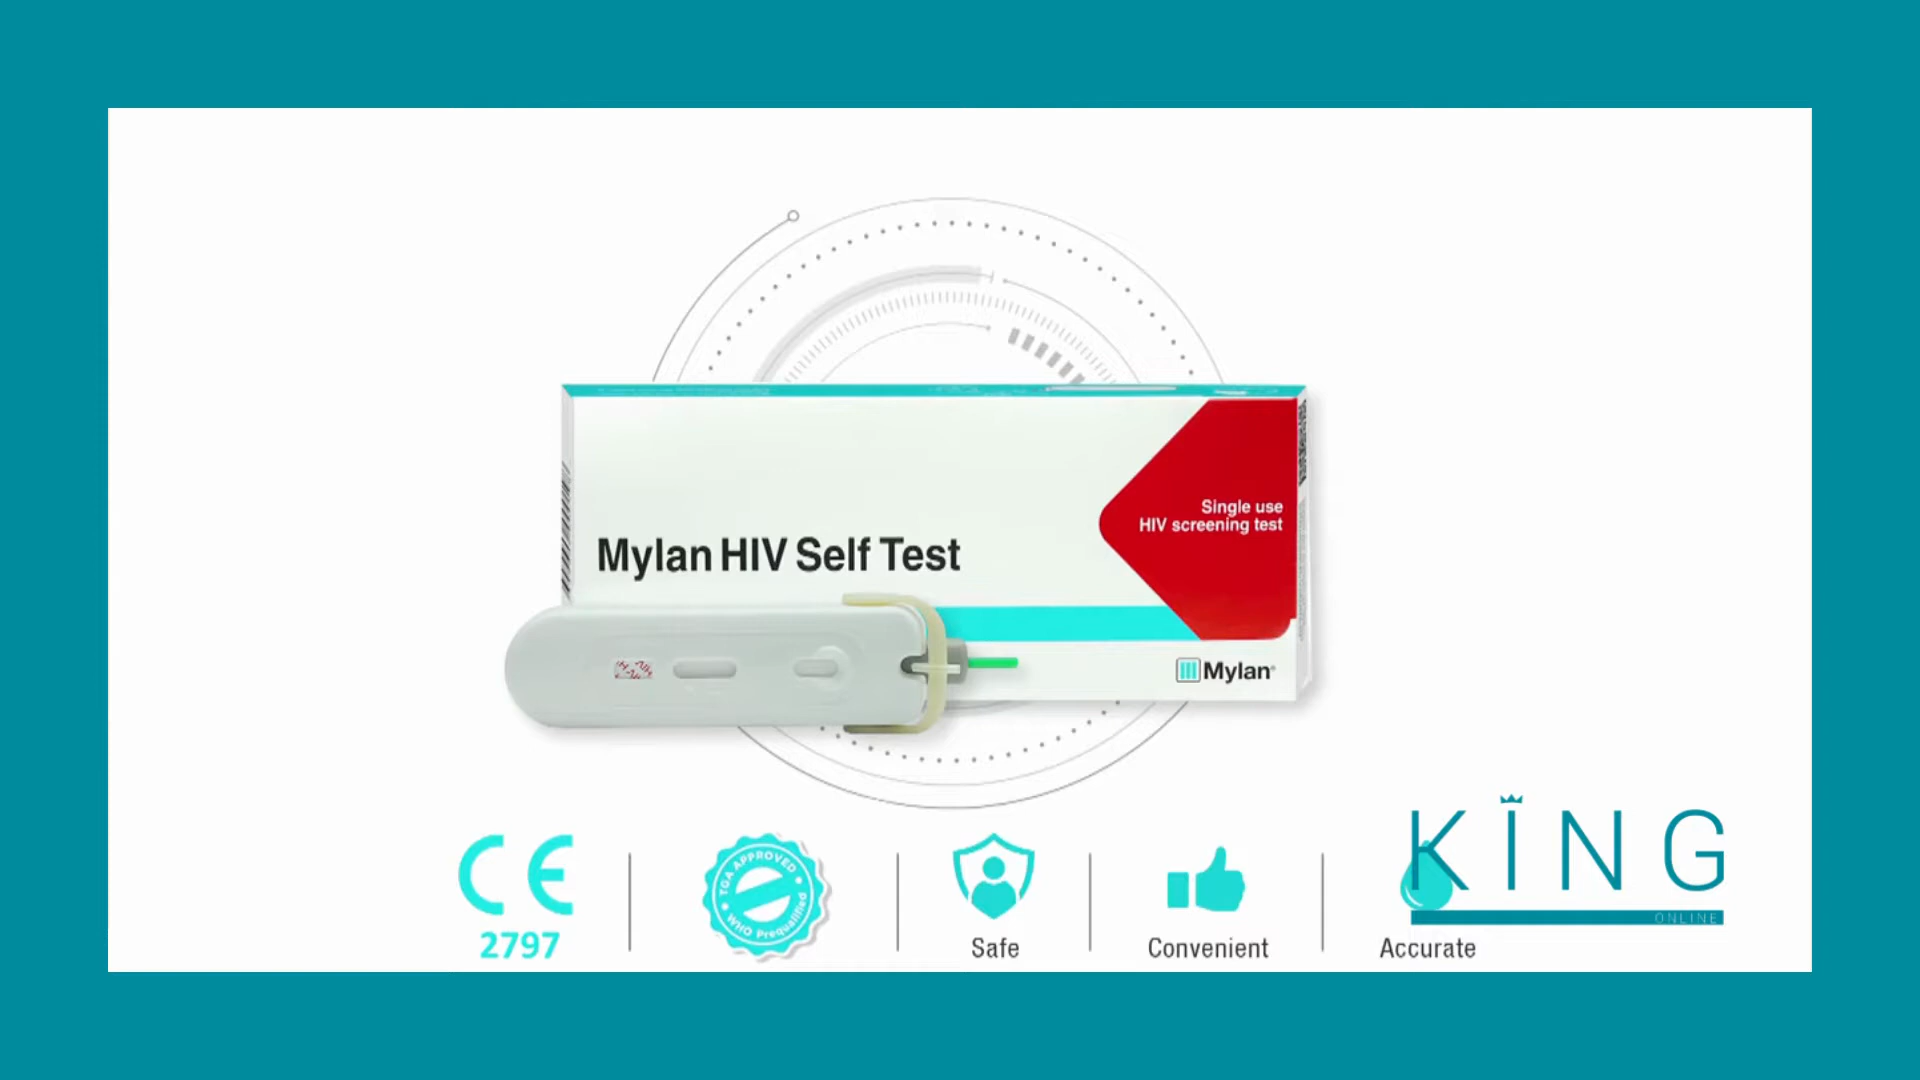 Single use
HIV screening test
Mylan HIV Self Test
Mylan
CE
2797
TGA APPROVED
WHO Prequalified
Safe
Convenient
Accurate
KING
ONLINE